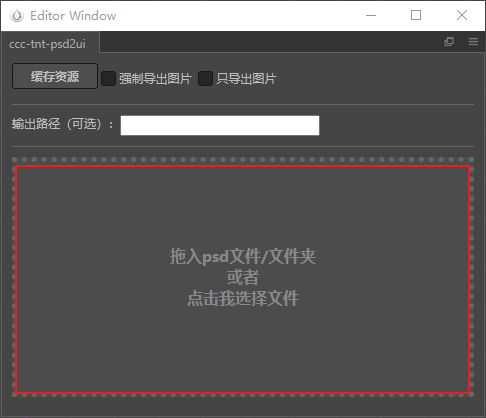 Editor Window
ccc-tnt-psd2ui
缓存资源 强制导出图片 只导出图片
输出路径（可选）：
拖入psd文件/文件夹
或者
点击我选择文件